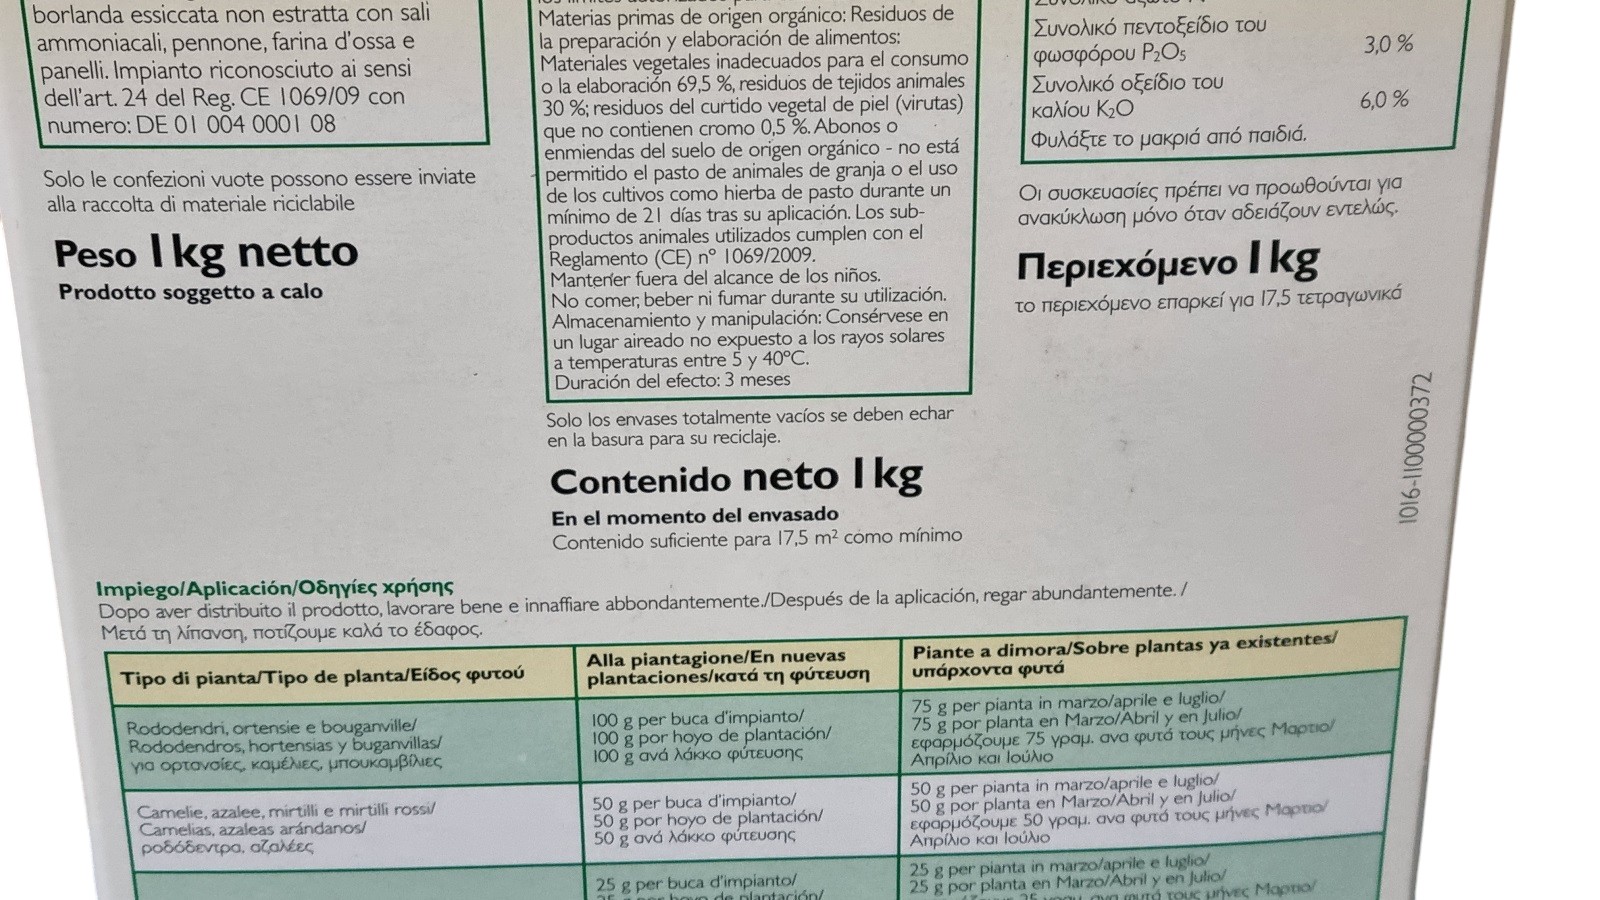 borlanda essiccata non estratta con sali
ammoniacali, pennone, farina d'ossa e
panelli. Impianto riconosciuto ai sensi
dell'art. 24 del Reg. CE 1069/09 con
numero: DE 01 004 0001 08
Solo le confezioni vuote possono essere inviate
alla raccolta di materiale riciclabile
Peso 1 kg netto
Prodotto soggetto a calo
Materias primas de origen orgánico: Residuos de
la preparación y elaboración de alimentos:
Materiales vegetales inadecuados para el consumo
o la elaboración 69,5 %, residuos de tejidos animales
30 %; residuos del curtido vegetal de piel (virutas)
que no contienen cromo 0,5 %. Abonos o
enmiendas del suelo de origen orgánico - no está
permitido el pasto de animales de granja o el uso
de los cultivos como hierba de pasto durante un
mínimo de 21 días tras su aplicación. Los sub-
productos animales utilizados cumplen con el
Reglamento (CE) nº 1069/2009.
Mantener fuera del alcance de los niños.
No comer, beber ni fumar durante su utilización.
Almacenamiento y manipulación: Consérvese en
un lugar aireado no expuesto a los rayos solares
a temperaturas entre 5 y 40°C.
Duración del efecto: 3 meses
Solo los envases totalmente vacíos se deben echar
en la basura para su reciclaje.
Contenido neto 1 kg
En el momento del envasado
Contenido suficiente para 17,5 m² como mínimo
Συνολικό πεντοξείδιο του
φωσφόρου P₂O₅ 3,0 %
Συνολικό οξείδιο του
καλίου K₂O 6,0 %
Φυλάξτε το μακριά από παιδιά.
Οι συσκευασίες πρέπει να προωθούνται για
ανακύκλωση μόνο όταν αδειάζουν εντελώς.
Περιεχόμενο 1 kg
το περιεχόμενο επαρκεί για 17,5 τετραγωνικά
1016-1100000372
Impiego/Aplicación/Οδηγίες χρήσης
Dopo aver distribuito il prodotto, lavorare bene e innaffiare abbondantemente./Después de la aplicación, regar abundantemente. /
Μετά τη λίπανση, ποτίζουμε καλά το έδαφος.
Tipo di pianta/Tipo de planta/Είδος φυτού
Alla piantagione/En nuevas
plantaciones/κατά τη φύτευση
Piante a dimora/Sobre plantas ya existentes/
υπάρχοντα φυτά
Rododendri, ortensie e bouganville/
Rododendros, hortensias y buganvillas/
για ορτανσίες, καμέλιες, μπουκαμβίλιες
100 g per buca d'impianto/
100 g por hoyo de plantación/
100 g ανά λάκκο φύτευσης
75 g per pianta in marzo/aprile e luglio/
75 g por planta en Marzo/Abril y en Julio/
εφαρμόζουμε 75 γραμ. ανα φυτά τους μήνες Μαρτιο/
Απρίλιο και Ιούλιο
Camelie, azalee, mirtilli e mirtilli rossi/
Camelias, azaleas arándanos/
ροδόδεντρα, αζαλέες
50 g per buca d'impianto/
50 g por hoyo de plantación/
50 g ανά λάκκο φύτευσης
50 g per pianta in marzo/aprile e luglio/
50 g por planta en Marzo/Abril y en Julio/
εφαρμόζουμε 50 γραμ. ανα φυτά τους μήνες Μαρτιο/
Απρίλιο και Ιούλιο
25 g per buca d'impianto/
25 g per pianta in marzo/aprile e luglio/
25 g por planta en Marzo/Abril y en Julio/